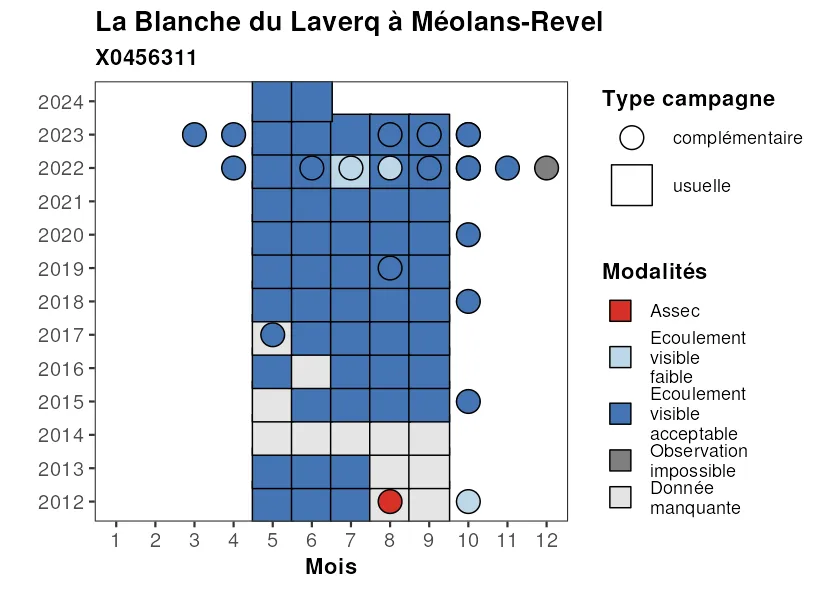 La Blanche du Laverq à Méolans-Revel
X0456311
2024
2023
2022
2021
2020
2019
2018
2017
2016
2015
2014
2013
2012
1 2 3 4 5 6 7 8 9 10 11 12
Mois
Type campagne
complémentaire
usuelle
Modalités
Assec
Ecoulement
visible
faible
Ecoulement
visible
acceptable
Observation
impossible
Donnée
manquante